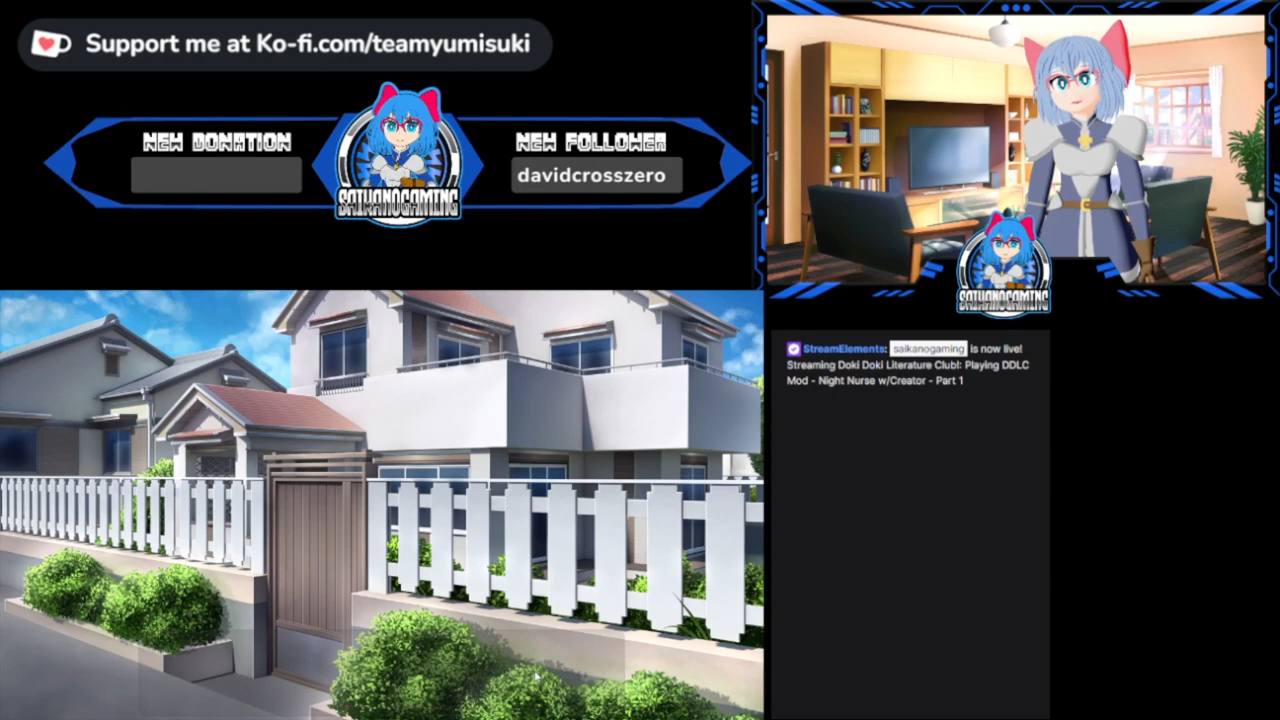 Support me at Ko-fi.com/teamyumisuki
NEW DONATION
NEW FOLLOWER
davidcrosszero
SAIKANOGAMING
SAIKANOGAMING
StreamElements: saikanogaming is now live!
Streaming Doki Doki Literature Club!: Playing DDLC
Mod - Night Nurse w/Creator - Part 1